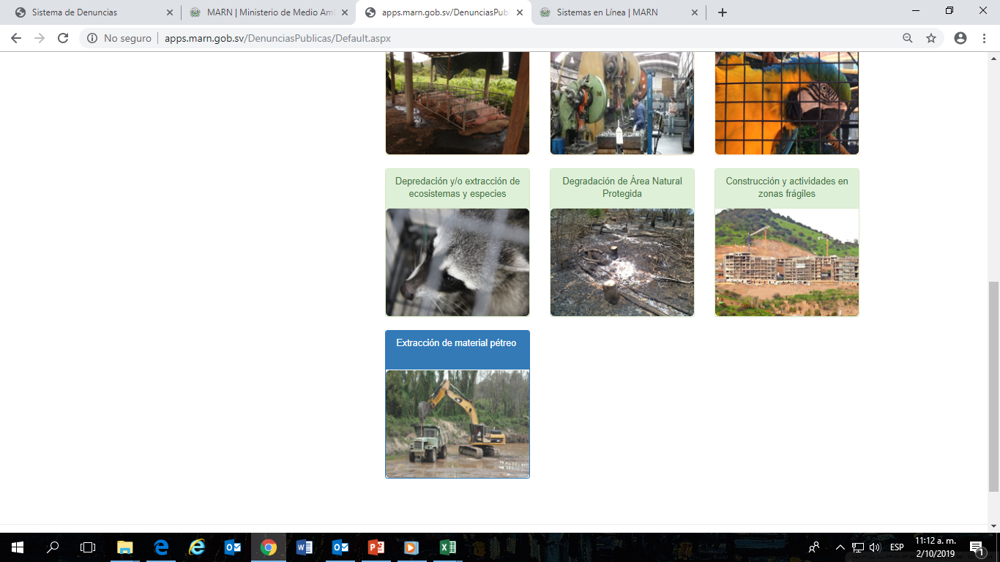 Sistema de Denuncias
MARN | Ministerio de Medio Am
apps.marn.gob.sv/DenunciasPubl
Sistemas en Línea | MARN
No seguro
apps.marn.gob.sv/DenunciasPublicas/Default.aspx
Depredación y/o extracción de
ecosistemas y especies
Degradación de Área Natural
Protegida
Construcción y actividades en
zonas frágiles
Extracción de material pétreo
ESP
11:12 a. m.
2/10/2019
1